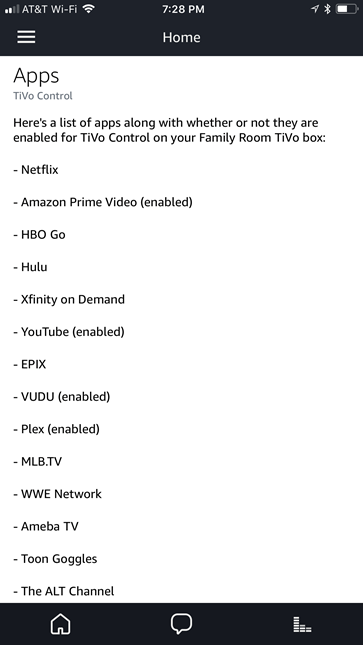 AT&T Wi-Fi 7:28 PM
Home
Apps
TiVo Control
Here's a list of apps along with whether or not they are
enabled for TiVo Control on your Family Room TiVo box:
- Netflix
- Amazon Prime Video (enabled)
- HBO Go
- Hulu
- Xfinity on Demand
- YouTube (enabled)
- EPIX
- VUDU (enabled)
- Plex (enabled)
- MLB.TV
- WWE Network
- Ameba TV
- Toon Goggles
- The ALT Channel